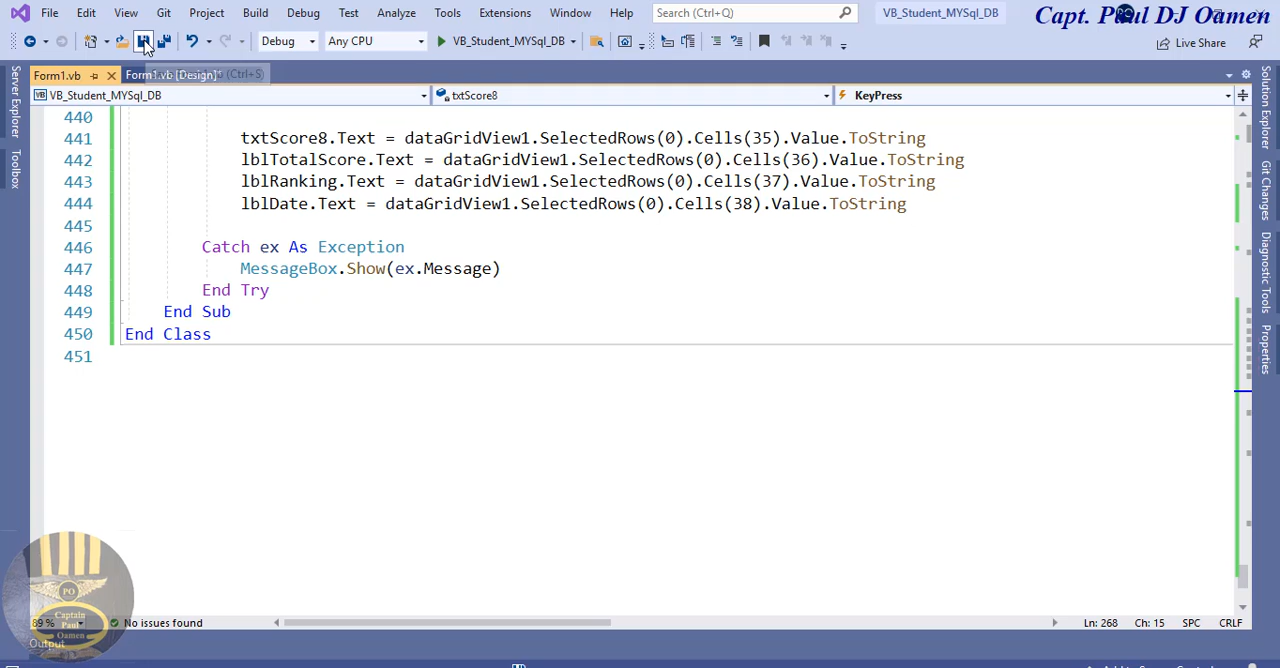 File Edit View Git Project Build Debug Test Analyze Tools Extensions Window Help Search (Ctrl+Q) VB_Student_MYSql_DB
Capt. Paul DJ Oamen
Debug Any CPU VB_Student_MYSql_DB Live Share
Form1.vb Form1.vb [Design] (Ctrl+S)
VB_Student_MYSql_DB txtScore8 KeyPress
Server Explorer
Toolbox
Solution Explorer
Git Changes
Diagnostic Tools
Properties
440
441 txtScore8.Text = dataGridView1.SelectedRows(0).Cells(35).Value.ToString
442 lblTotalScore.Text = dataGridView1.SelectedRows(0).Cells(36).Value.ToString
443 lblRanking.Text = dataGridView1.SelectedRows(0).Cells(37).Value.ToString
444 lblDate.Text = dataGridView1.SelectedRows(0).Cells(38).Value.ToString
445
446 Catch ex As Exception
447 MessageBox.Show(ex.Message)
448 End Try
449 End Sub
450 End Class
451
PO
Captain
Paul
Oamen
89 % No issues found Ln: 268 Ch: 15 SPC CRLF
Output